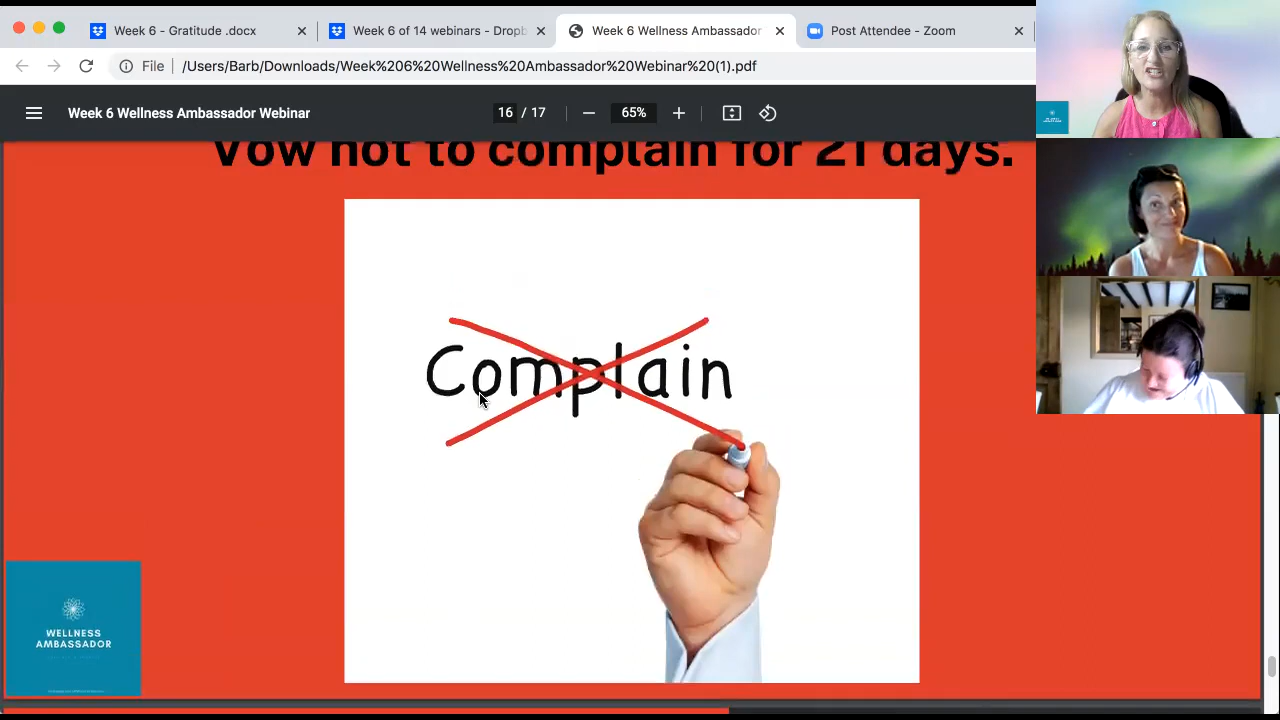 Week 6 - Gratitude .docx
Week 6 of 14 webinars - Dropb
Week 6 Wellness Ambassador
Post Attendee - Zoom
File
/Users/Barb/Downloads/Week%206%20Wellness%20Ambassador%20Webinar%20(1).pdf
Week 6 Wellness Ambassador Webinar
16 / 17
65%
Vow not to complain for 21 days.
Complain
WELLNESS
AMBASSADOR